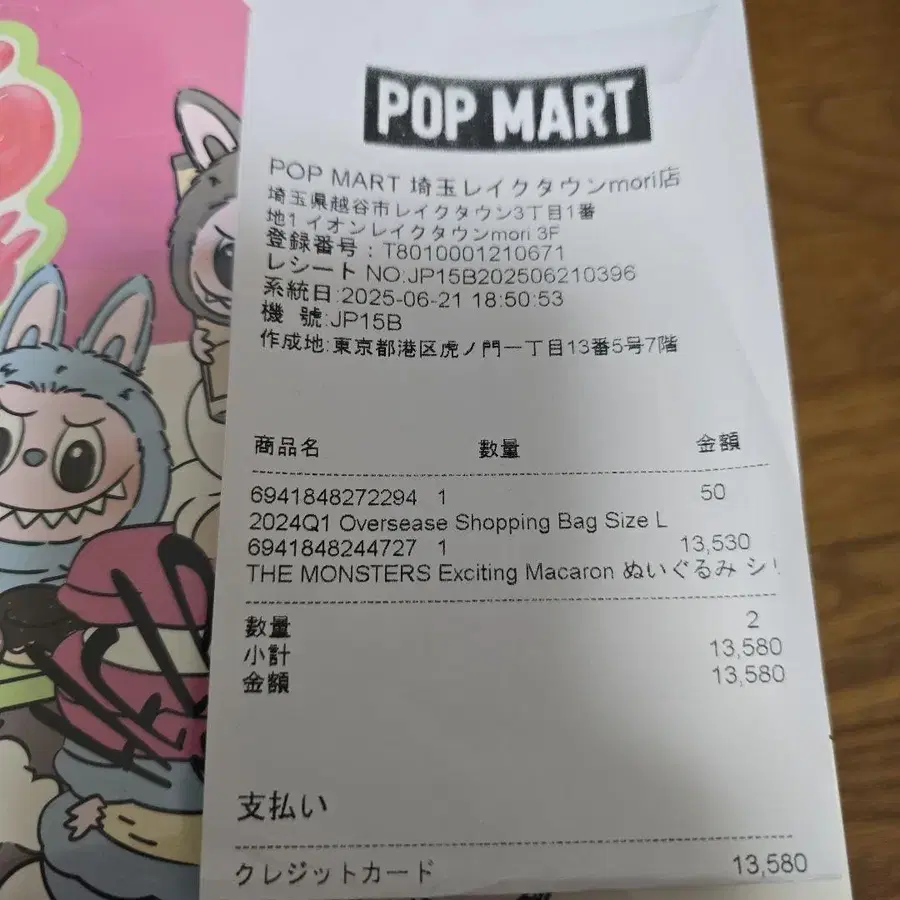 POP MART
POP MART 埼玉レイクタウンmori店
埼玉県越谷市レイクタウン3丁目1番
地1 イオンレイクタウンmori 3F
登録番号：T8010001210671
レシート NO:JP15B202506210396
系統日:2025-06-21 18:50:53
機 號:JP15B
作成地:東京都港区虎ノ門一丁目13番5号7階
商品名 数量 金額
6941848272294 1 50
2024Q1 Oversease Shopping Bag Size L
6941848244727 1 13,530
THE MONSTERS Exciting Macaron ぬいぐるみ シ
数量 2
小計 13,580
金額 13,580
支払い
クレジットカード 13,580